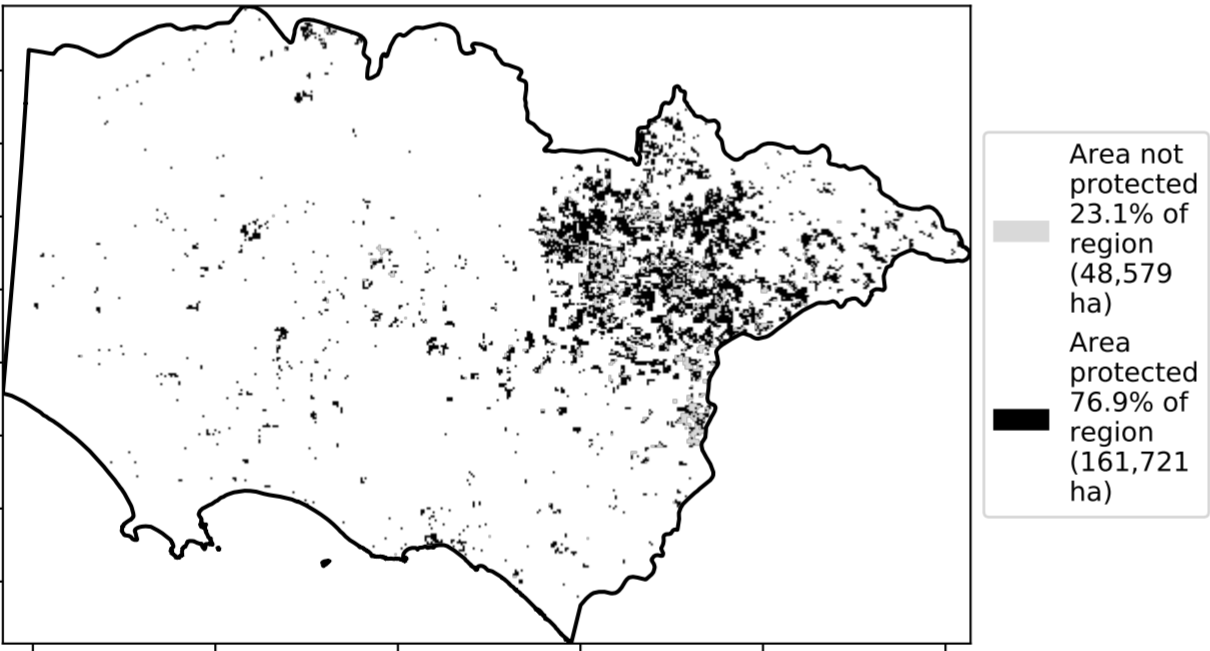 Area not
protected
23.1% of
region
(48,579
ha)
Area
protected
76.9% of
region
(161,721
ha)